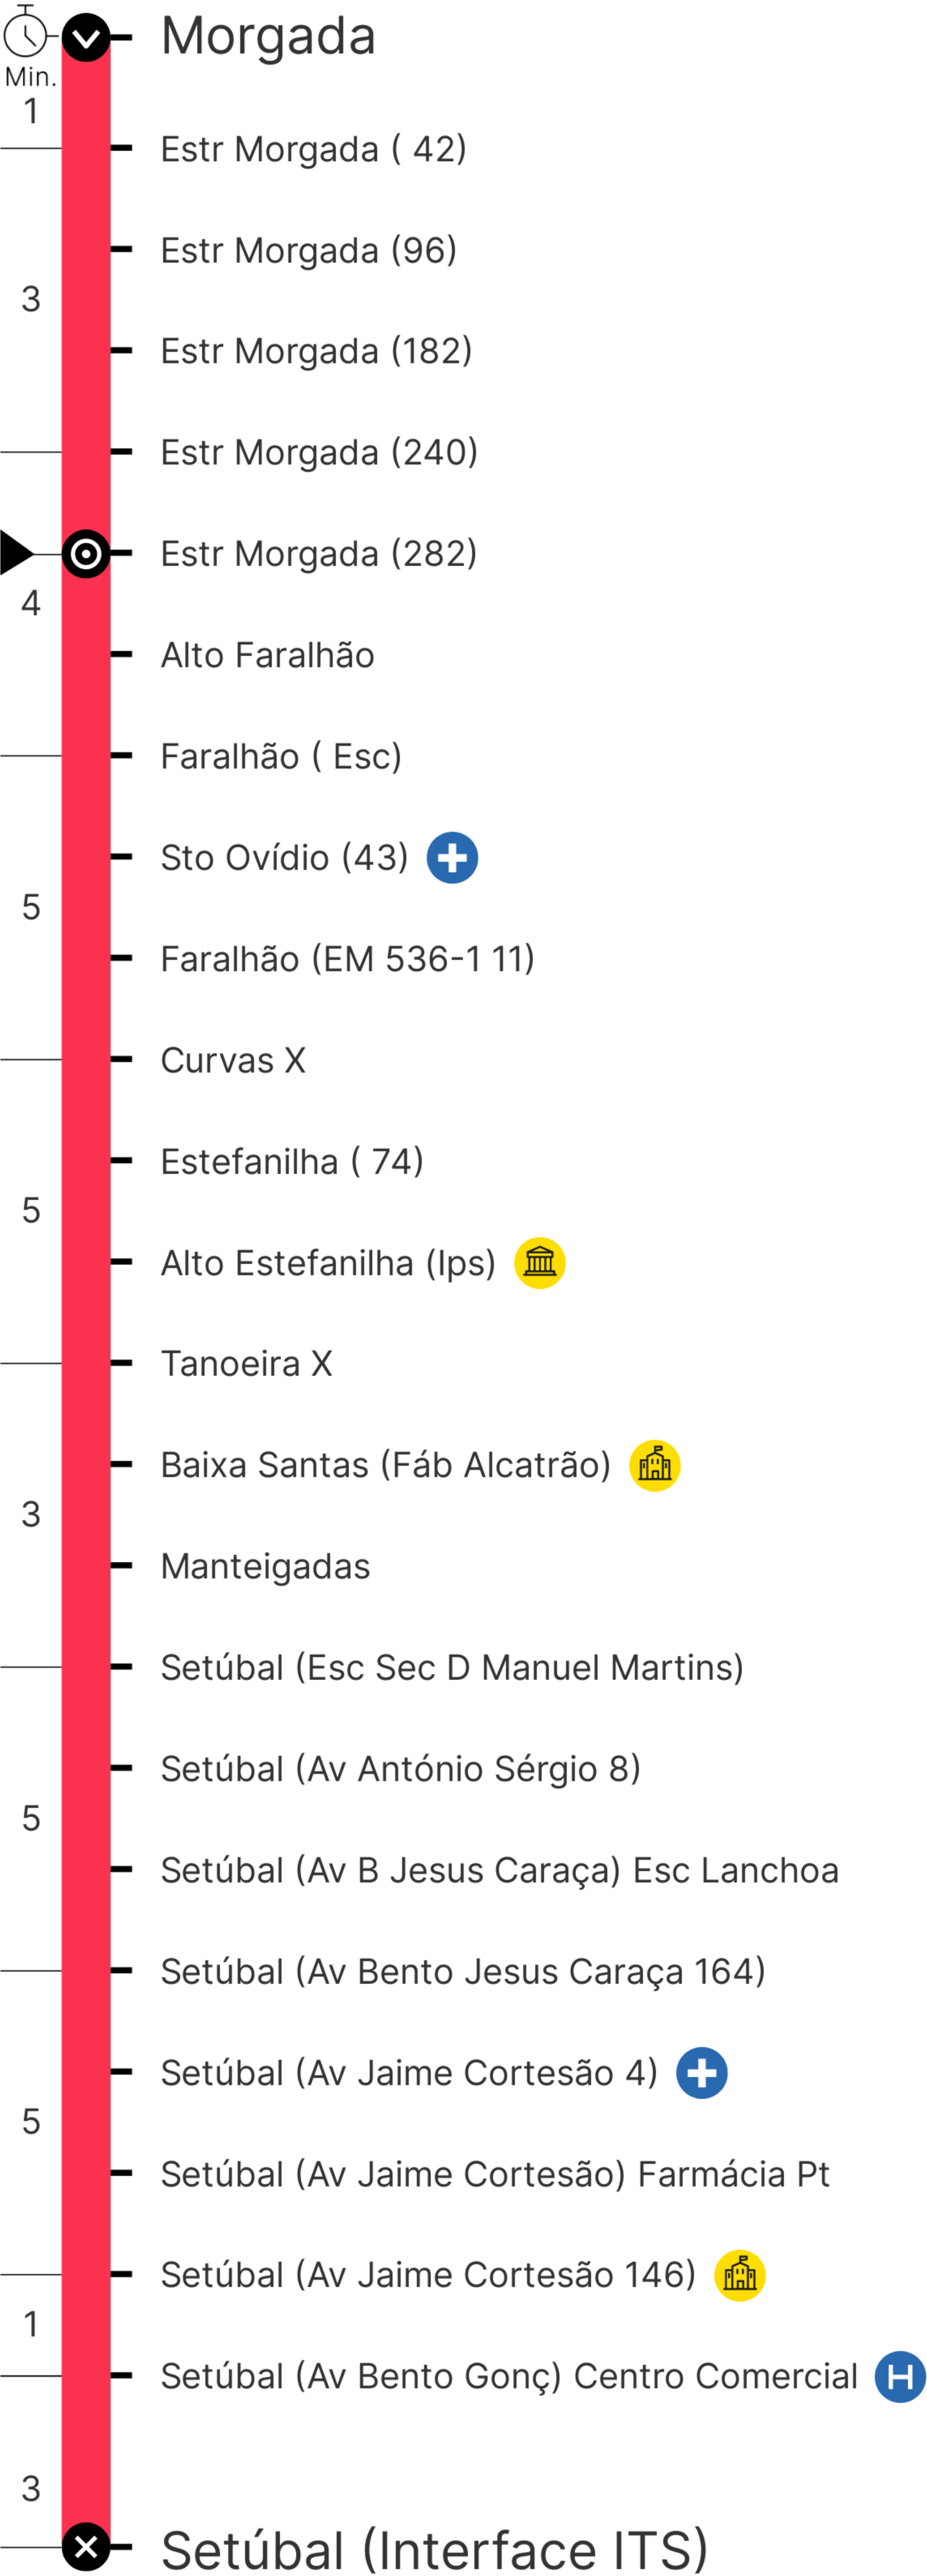 Morgada
Min.
1
Estr Morgada ( 42)
Estr Morgada (96)
3
Estr Morgada (182)
Estr Morgada (240)
Estr Morgada (282)
4
Alto Faralhão
Faralhão ( Esc)
Sto Ovídio (43)
5
Faralhão (EM 536-1 11)
Curvas X
Estefanilha ( 74)
5
Alto Estefanilha (Ips)
Tanoeira X
Baixa Santas (Fáb Alcatrão)
3
Manteigadas
Setúbal (Esc Sec D Manuel Martins)
Setúbal (Av António Sérgio 8)
5
Setúbal (Av B Jesus Caraça) Esc Lanchoa
Setúbal (Av Bento Jesus Caraça 164)
Setúbal (Av Jaime Cortesão 4)
5
Setúbal (Av Jaime Cortesão) Farmácia Pt
Setúbal (Av Jaime Cortesão 146)
1
Setúbal (Av Bento Gonç) Centro Comercial H
3
Setúbal (Interface ITS)